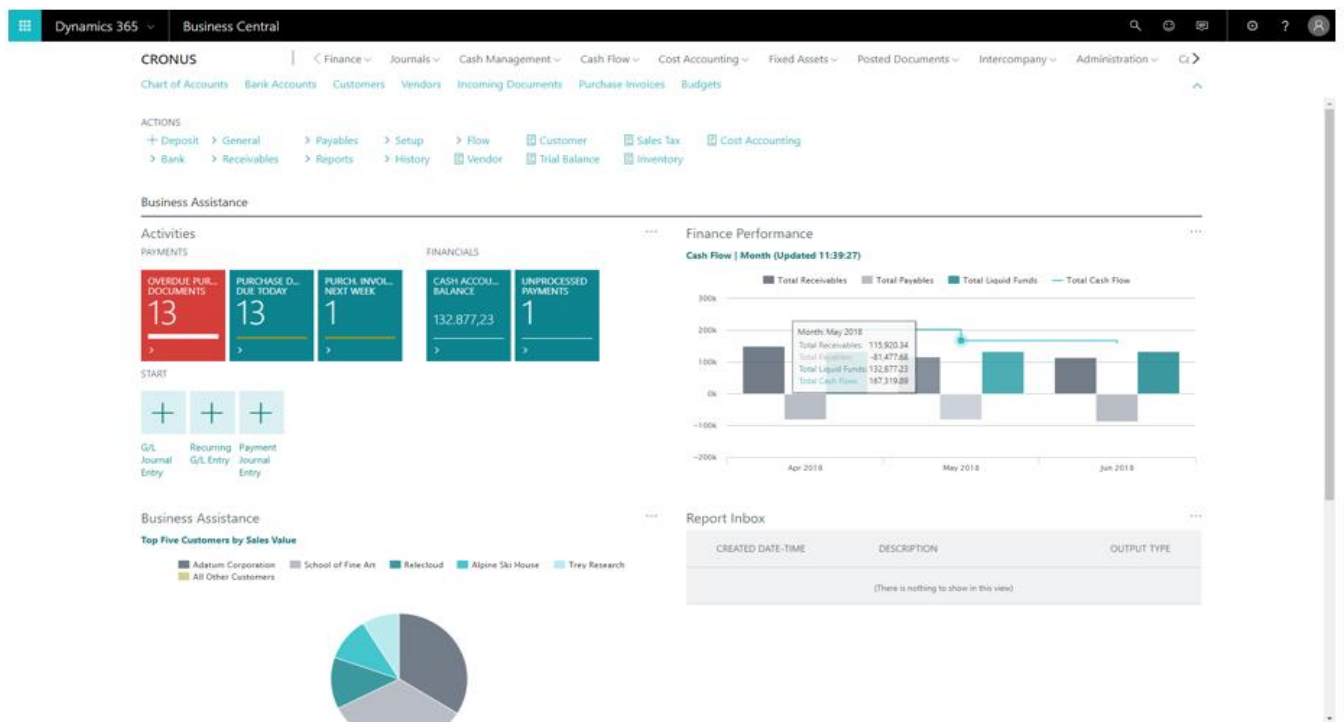 Dynamics 365 Business Central ?
CRONUS Finance Journals Cash Management Cash Flow Cost Accounting Fixed Assets Posted Documents Intercompany Administration
Chart of Accounts Bank Accounts Customers Vendors Incoming Documents Purchase Invoices Budgets
ACTIONS
+ Deposit > General > Payables > Setup > Flow Customer Sales Tax Cost Accounting
> Bank > Receivables > Reports > History Vendor Trial Balance Inventory
Business Assistance
Activities
PAYMENTS
OVERDUE PUR...
DOCUMENTS
13
PURCHASE D...
DUE TODAY
13
PURCH. INVOI...
NEXT WEEK
1
FINANCIALS
CASH ACCOU...
BALANCE
132.877,23
UNPROCESSED
PAYMENTS
1
START
G/L
Journal
Entry
Recurring
G/L Entry
Payment
Journal
Entry
Finance Performance
Cash Flow | Month (Updated 11:39:27)
Total Receivables Total Payables Total Liquid Funds Total Cash Flow
300k
200k
100k
0k
-100k
-200k
Month: May 2018
Total Receivables: 115,920.34
Total Payables: -81,477.68
Total Liquid Funds: 132,877.23
Total Cash Flow: 167,319.89
Apr 2018 May 2018 Jun 2018
Business Assistance
Top Five Customers by Sales Value
Adatum Corporation School of Fine Art Relecloud Alpine Ski House Trey Research
All Other Customers
Report Inbox
CREATED DATE-TIME DESCRIPTION OUTPUT TYPE
(There is nothing to show in this view)